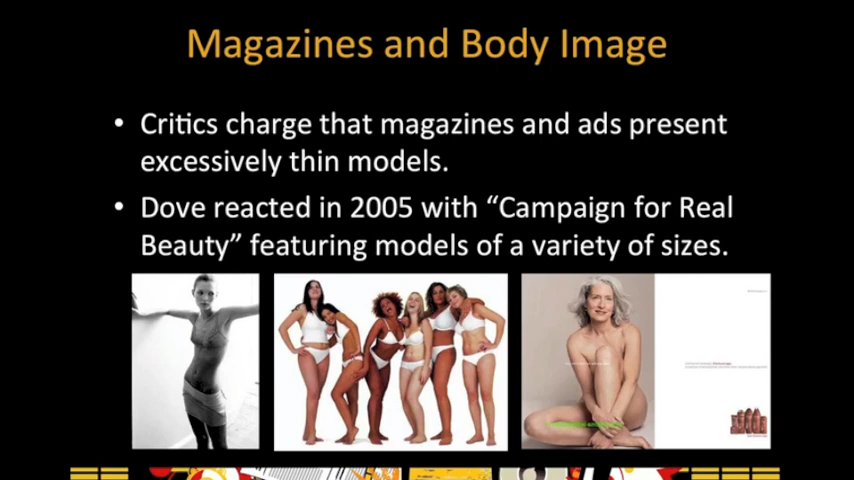 Magazines and Body Image
• Critics charge that magazines and ads present
excessively thin models.
• Dove reacted in 2005 with “Campaign for Real
Beauty” featuring models of a variety of sizes.